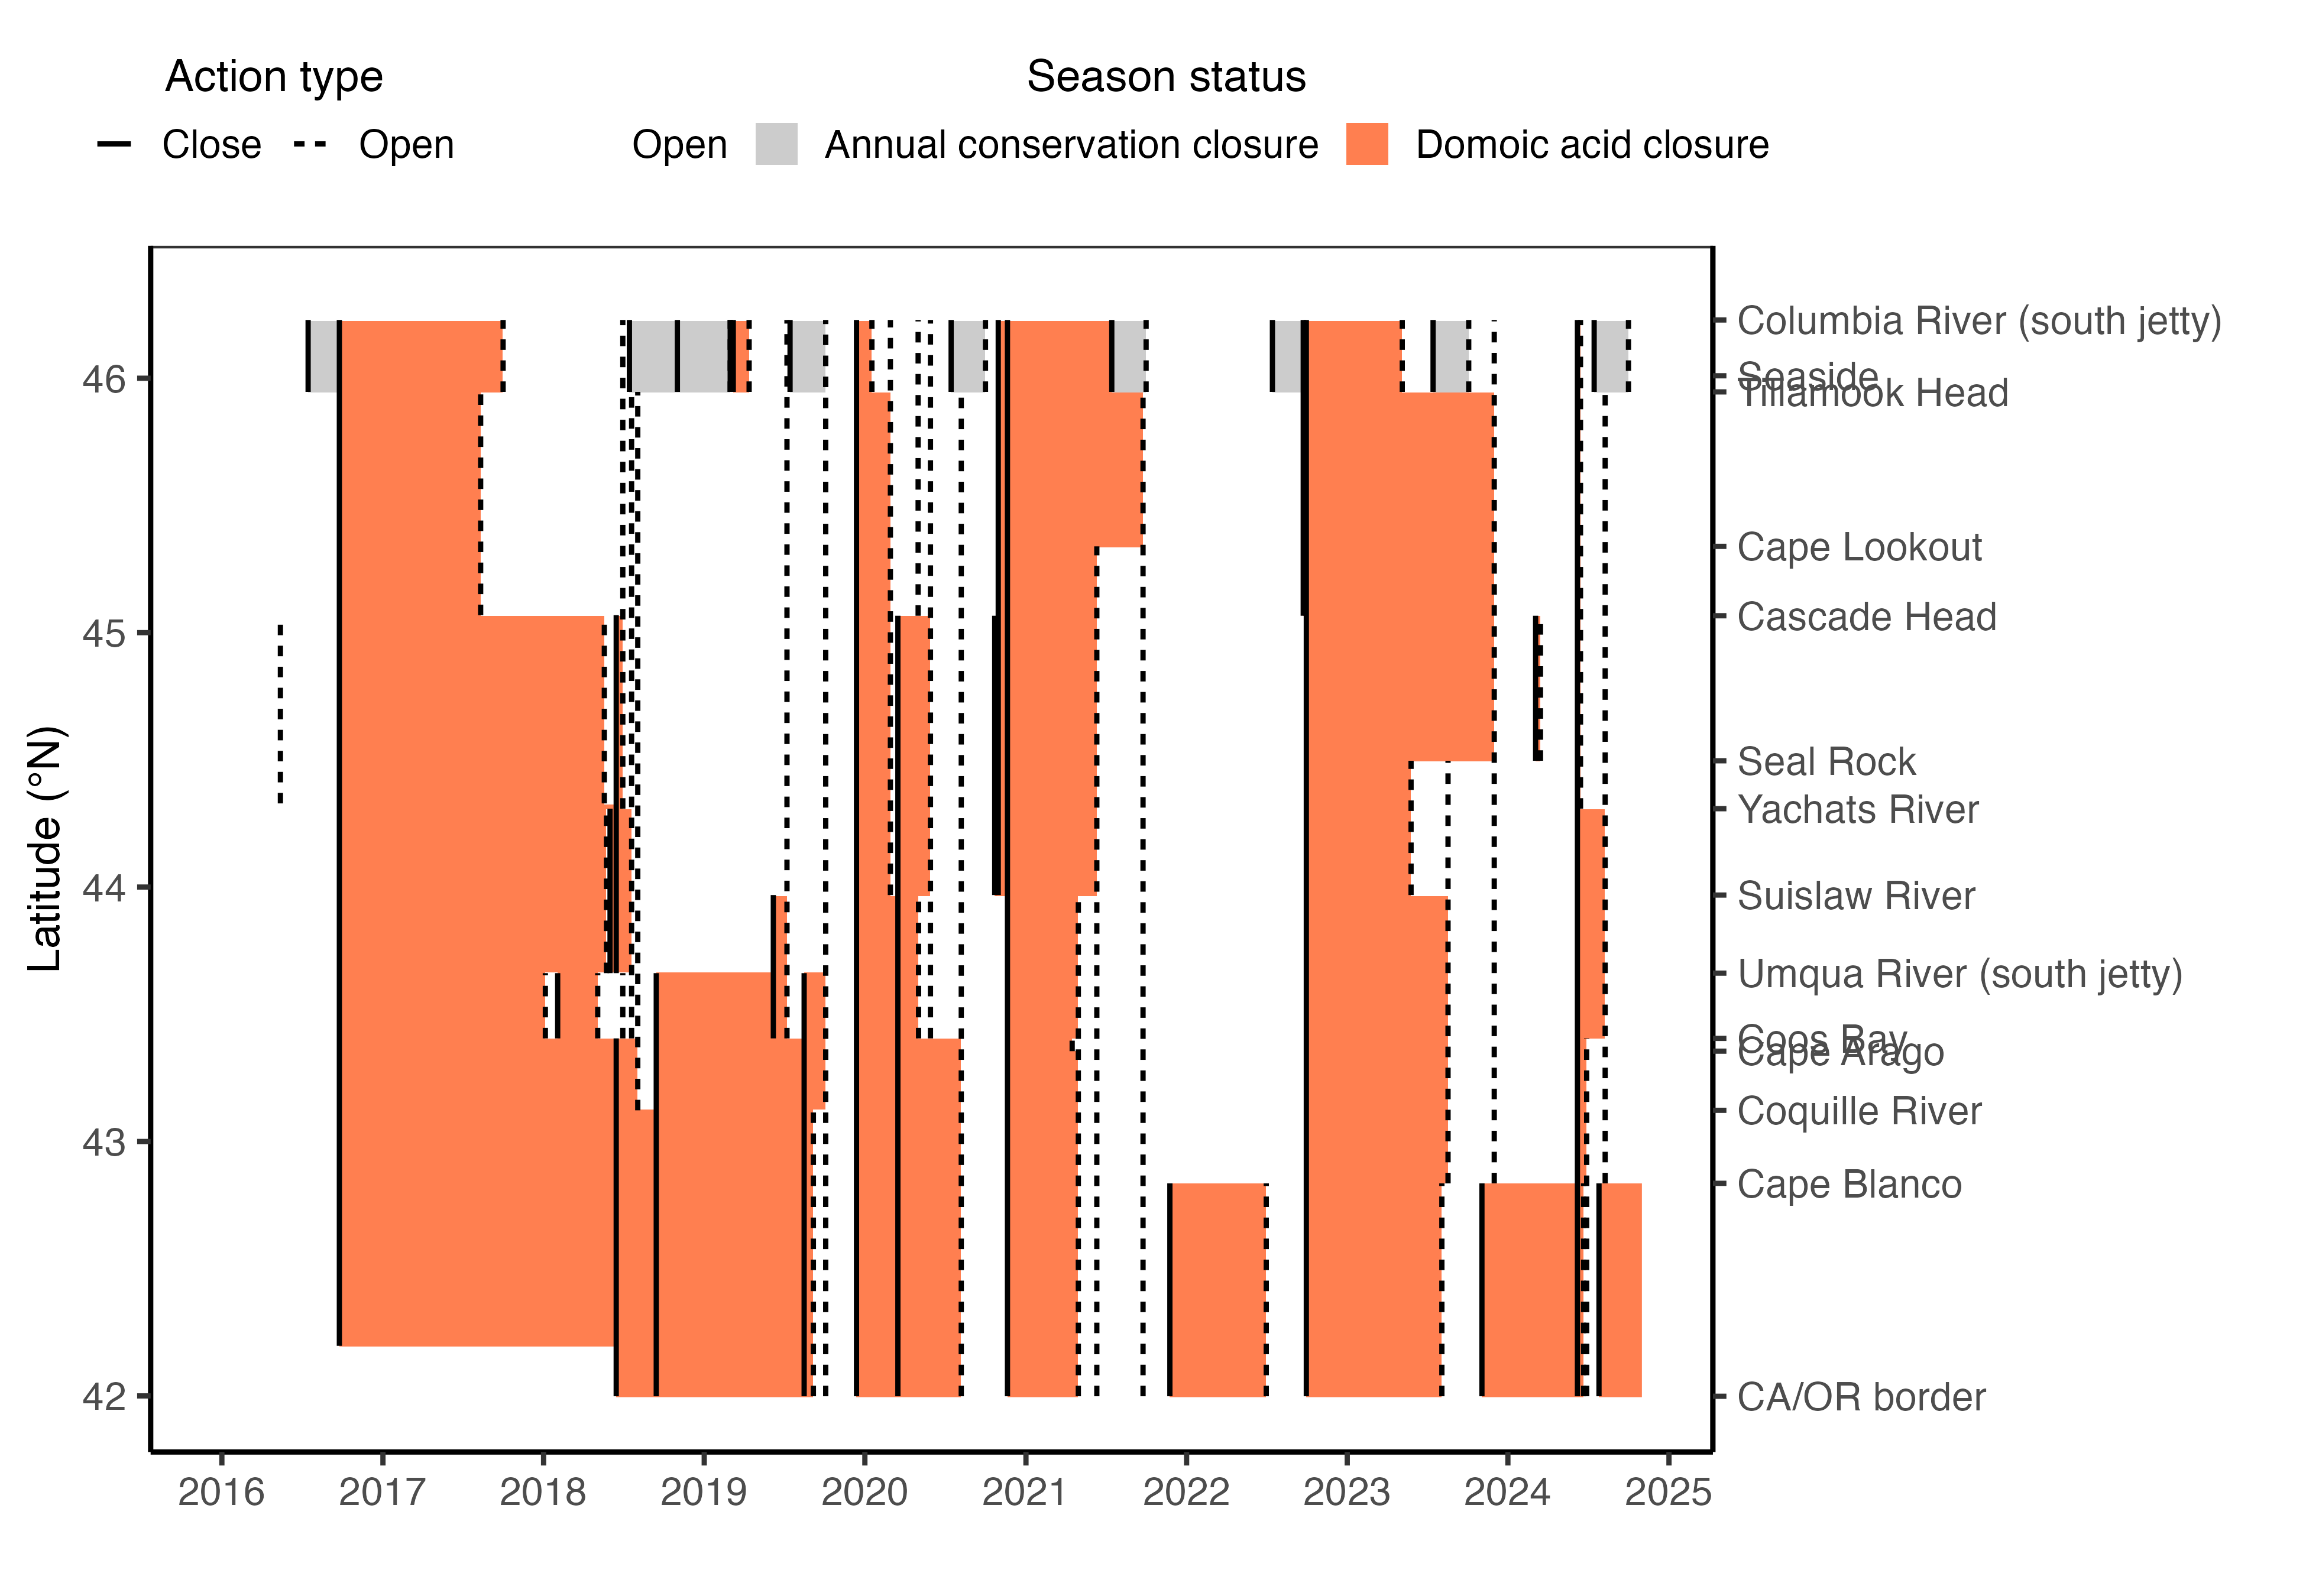 Action type
Season status
Close
Open
Open
Annual conservation closure
Domoic acid closure
Columbia River (south jetty)
Seaside
Tillamook Head
Cape Lookout
Cascade Head
Seal Rock
Yachats River
Suislaw River
Umqua River (south jetty)
Coos Bay
Cape Arago
Coquille River
Cape Blanco
CA/OR border
46
45
44
43
42
Latitude (°N)
2016
2017
2018
2019
2020
2021
2022
2023
2024
2025